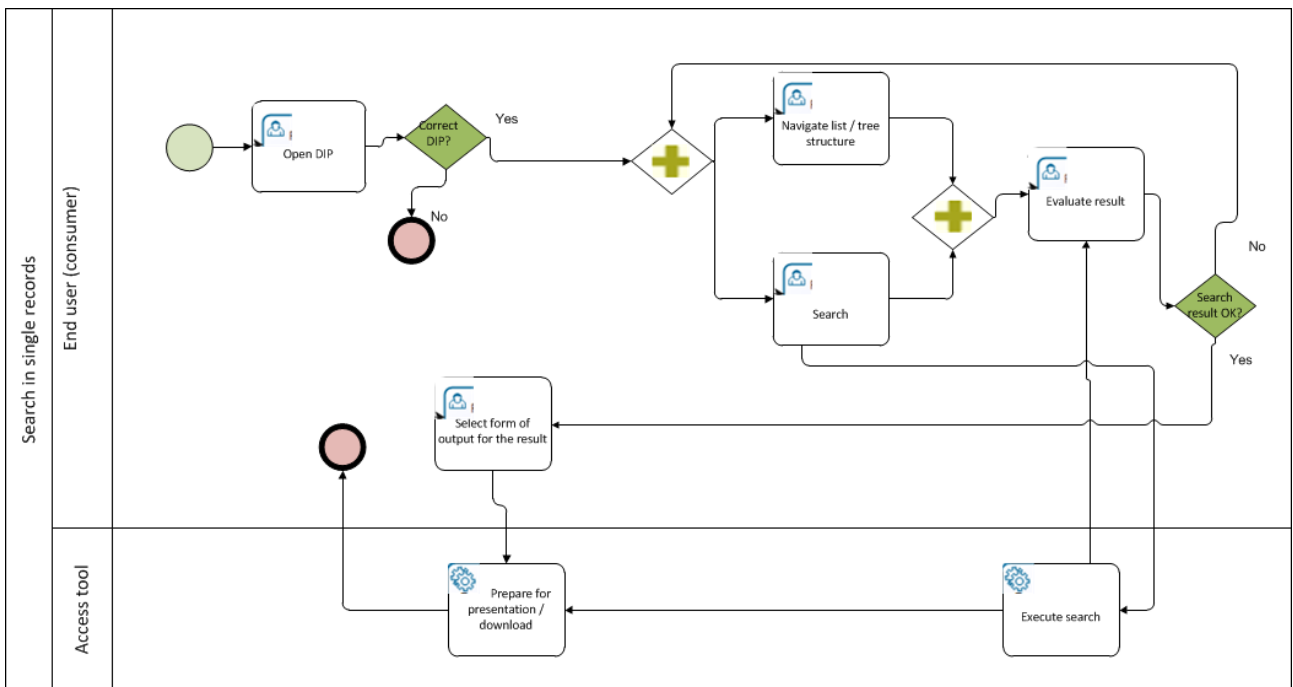 Search in single records
End user (consumer)
Access tool
Open DIP
Correct
DIP?
Yes
No
Navigate list / tree
structure
Search
Evaluate result
No
Search
result OK?
Yes
Select form of
output for the result
Prepare for
presentation /
download
Execute search